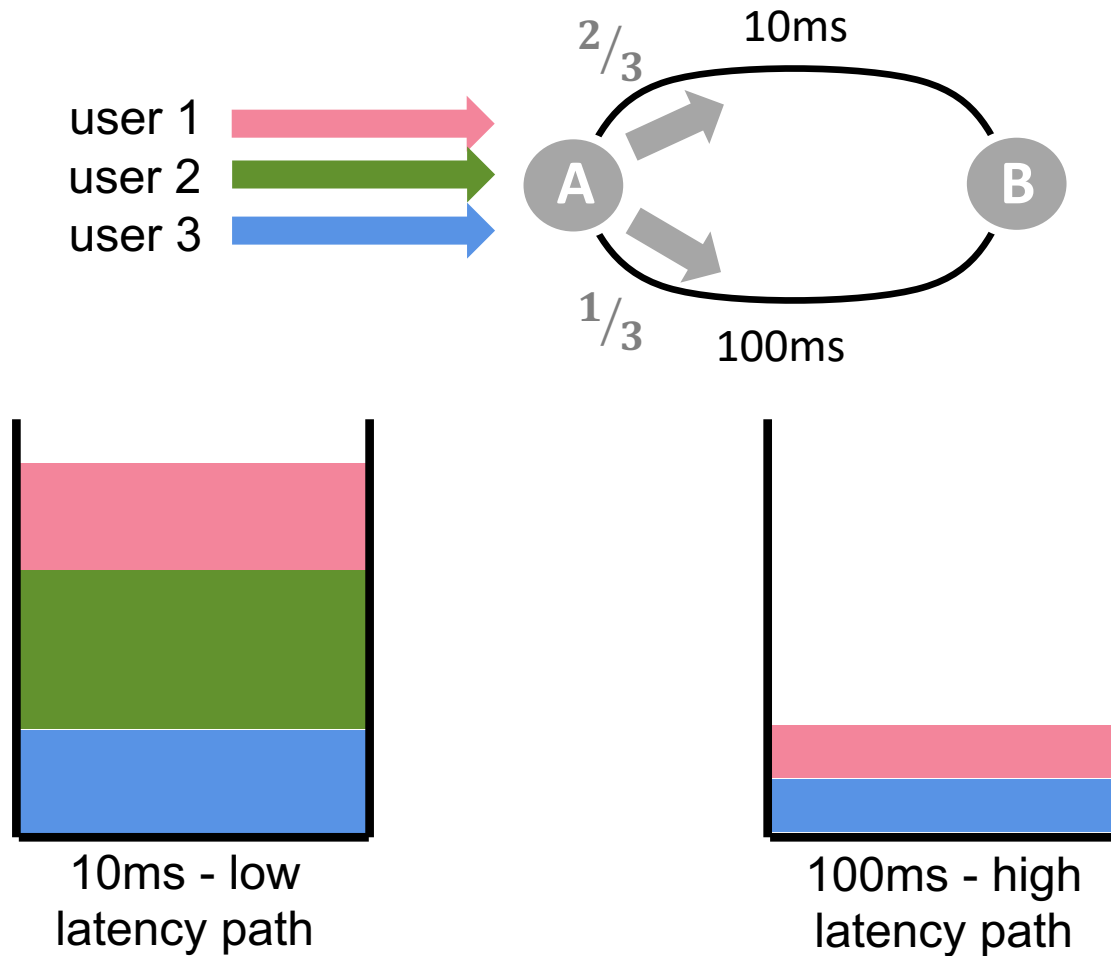 10ms
2/3
user 1
user 2
user 3
A
B
1/3
100ms
10ms - low
latency path
100ms - high
latency path